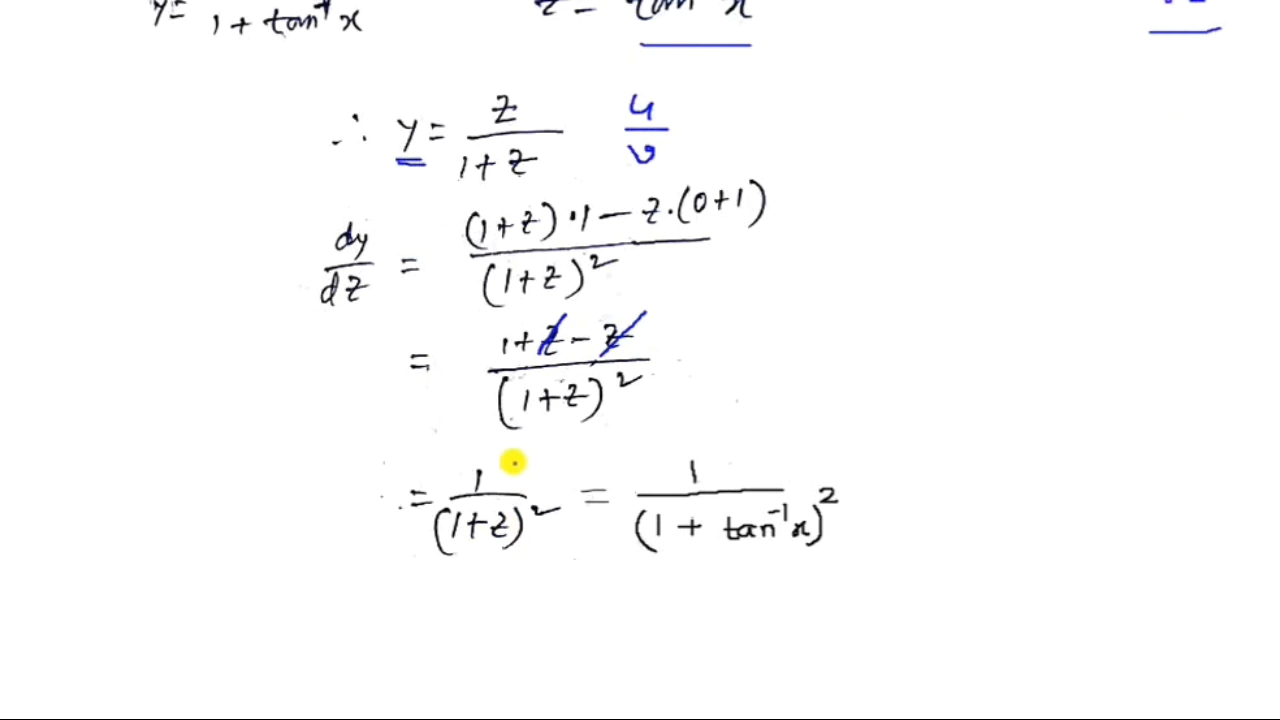 y = 1 + tan⁻¹x z = tan⁻¹x
∴ y = z/(1+z) u/v
dy/dz = ((1+z)·1 − z·(0+1))/(1+z)²
= (1+z−z)/(1+z)²
= 1/(1+z)² = 1/(1 + tan⁻¹x)²